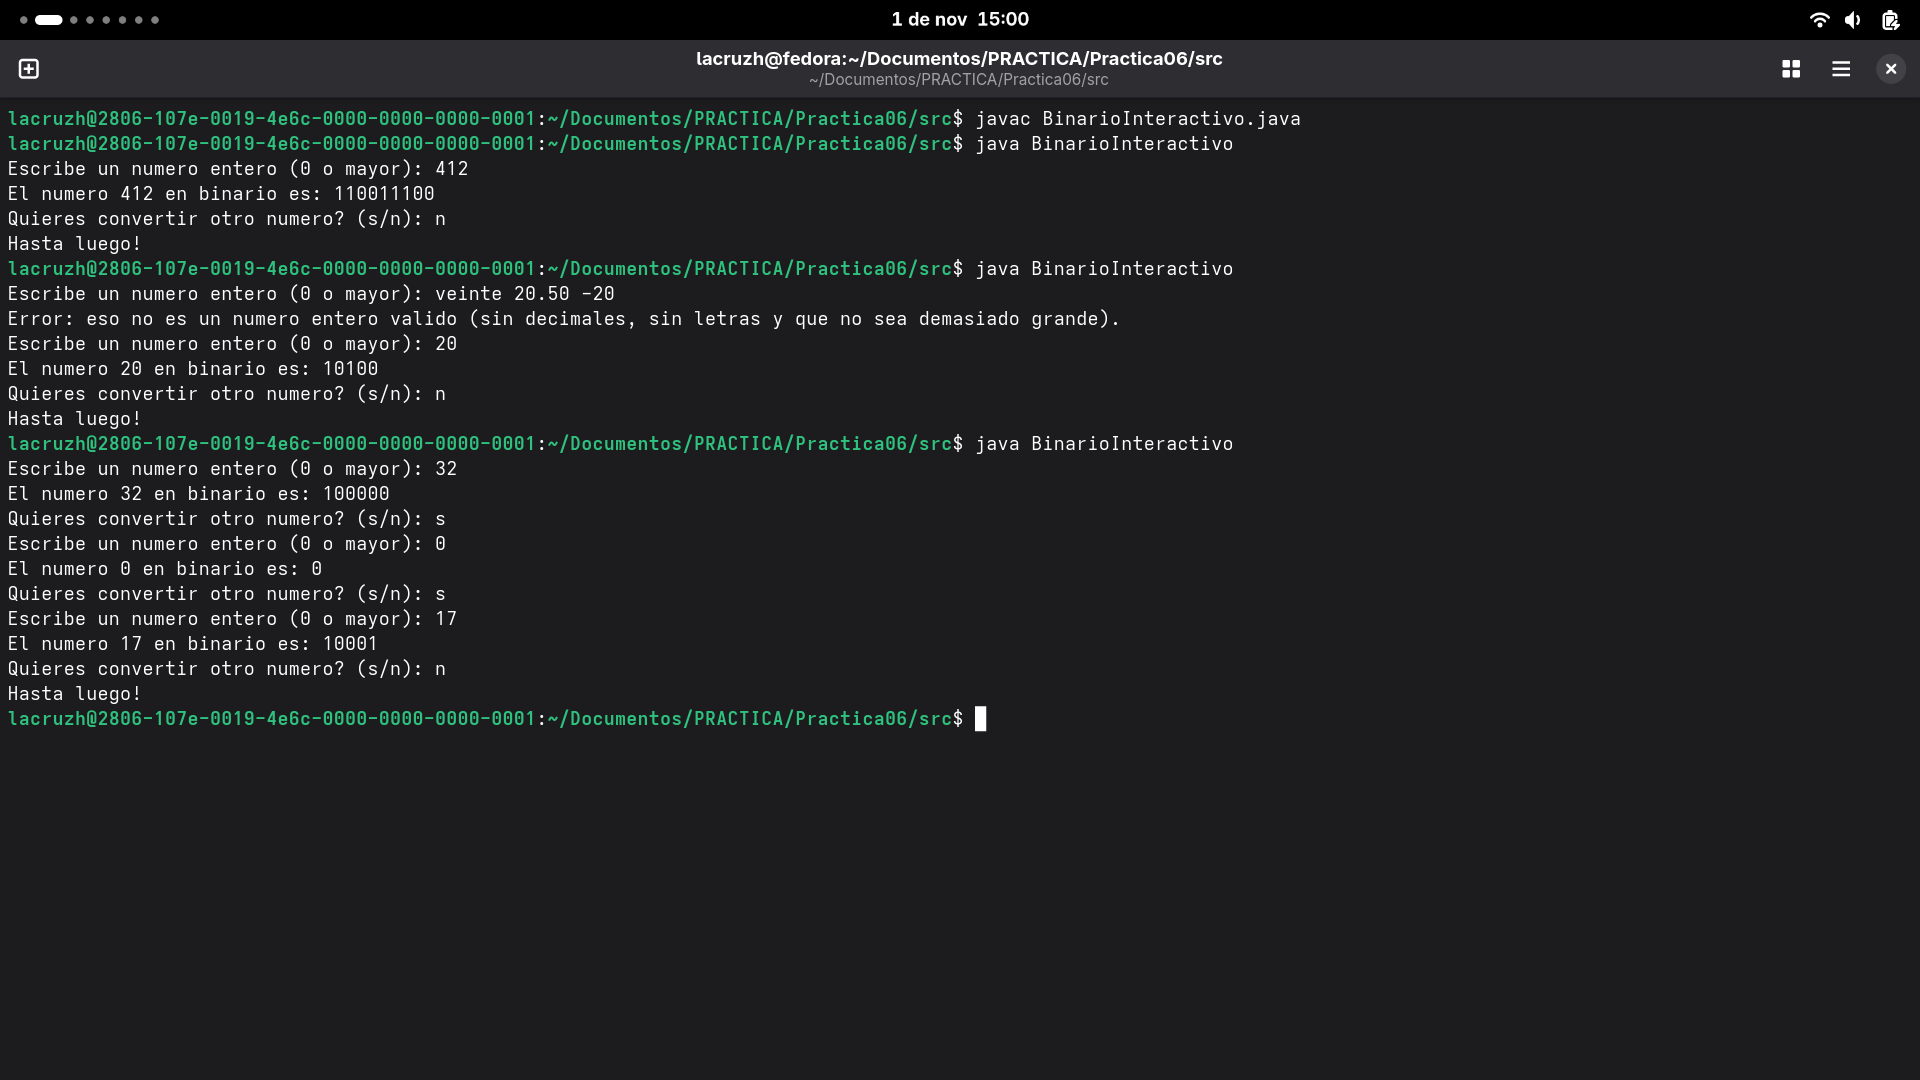 1 de nov 15:00
lacruzh@fedora:~/Documentos/PRACTICA/Practica06/src
~/Documentos/PRACTICA/Practica06/src
lacruzh@2806-107e-0019-4e6c-0000-0000-0000-0001:~/Documentos/PRACTICA/Practica06/src$ javac BinarioInteractivo.java
lacruzh@2806-107e-0019-4e6c-0000-0000-0000-0001:~/Documentos/PRACTICA/Practica06/src$ java BinarioInteractivo
Escribe un numero entero (0 o mayor): 412
El numero 412 en binario es: 110011100
Quieres convertir otro numero? (s/n): n
Hasta luego!
lacruzh@2806-107e-0019-4e6c-0000-0000-0000-0001:~/Documentos/PRACTICA/Practica06/src$ java BinarioInteractivo
Escribe un numero entero (0 o mayor): veinte 20.50 -20
Error: eso no es un numero entero valido (sin decimales, sin letras y que no sea demasiado grande).
Escribe un numero entero (0 o mayor): 20
El numero 20 en binario es: 10100
Quieres convertir otro numero? (s/n): n
Hasta luego!
lacruzh@2806-107e-0019-4e6c-0000-0000-0000-0001:~/Documentos/PRACTICA/Practica06/src$ java BinarioInteractivo
Escribe un numero entero (0 o mayor): 32
El numero 32 en binario es: 100000
Quieres convertir otro numero? (s/n): s
Escribe un numero entero (0 o mayor): 0
El numero 0 en binario es: 0
Quieres convertir otro numero? (s/n): s
Escribe un numero entero (0 o mayor): 17
El numero 17 en binario es: 10001
Quieres convertir otro numero? (s/n): n
Hasta luego!
lacruzh@2806-107e-0019-4e6c-0000-0000-0000-0001:~/Documentos/PRACTICA/Practica06/src$